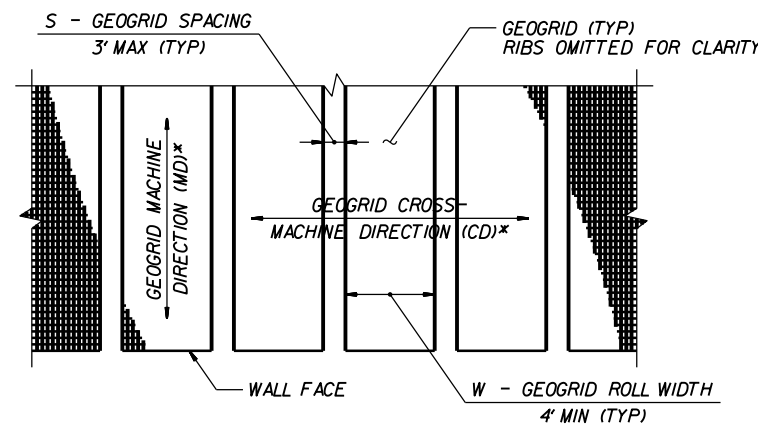 S - GEOGRID SPACING
3' MAX (TYP)
GEOGRID (TYP)
RIBS OMITTED FOR CLARITY
GEOGRID MACHINE
DIRECTION (MD)*
GEOGRID CROSS-
MACHINE DIRECTION (CD)*
WALL FACE
W - GEOGRID ROLL WIDTH
4' MIN (TYP)